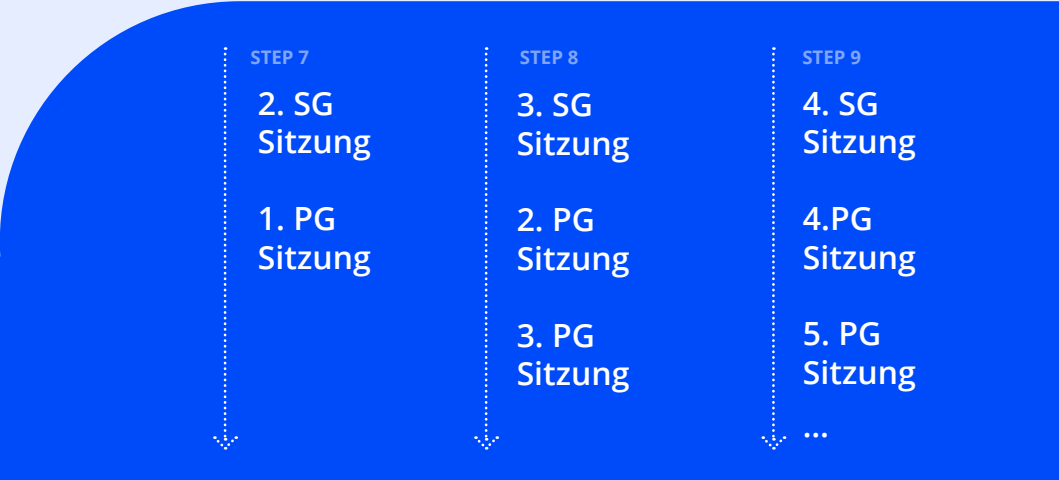 STEP 7
2. SG
Sitzung
1. PG
Sitzung
STEP 8
3. SG
Sitzung
2. PG
Sitzung
3. PG
Sitzung
STEP 9
4. SG
Sitzung
4.PG
Sitzung
5. PG
Sitzung
...